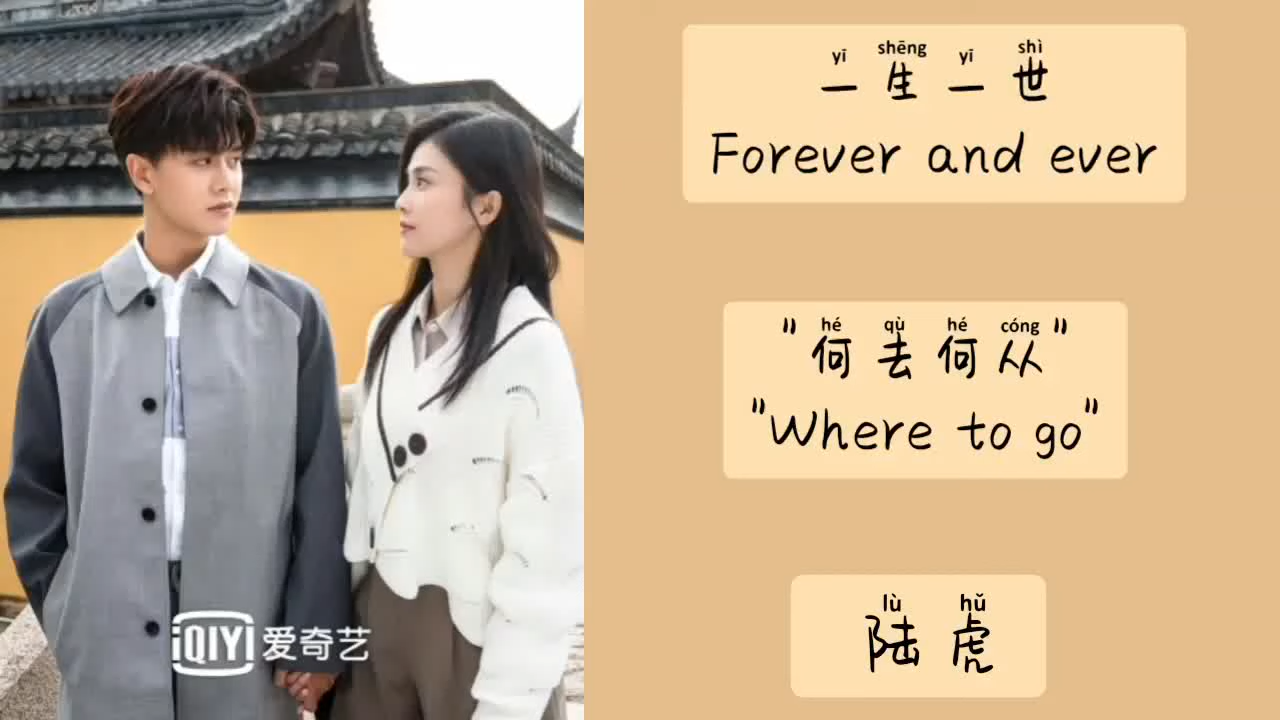 iQIYI 爱奇艺
yī shēng yī shì
一生一世
Forever and ever
hé qù hé cóng
"何去何从"
"Where to go"
lù hǔ
陆虎